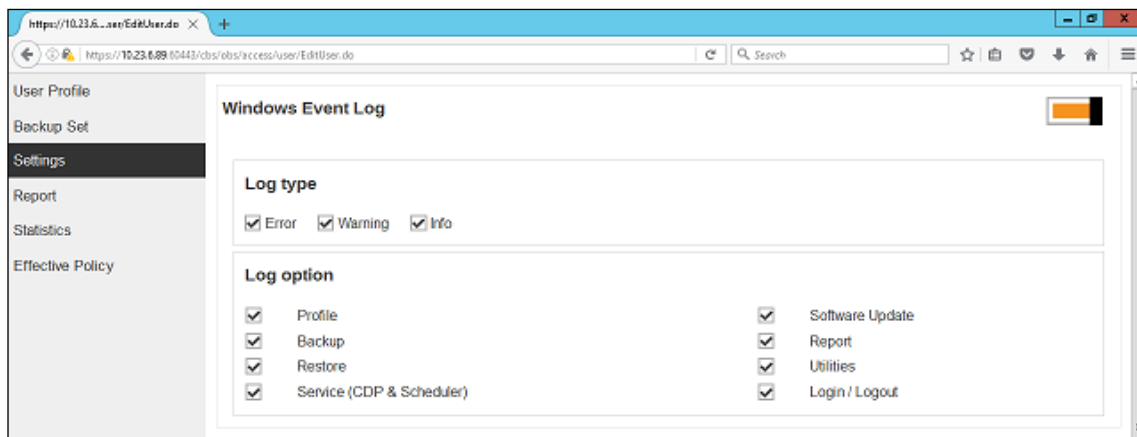 https://10.23.6....ser/EditUser.do
https://10.23.6.89:60443/cbs/obs/access/user/EditUser.do
Search
User Profile
Backup Set
Settings
Report
Statistics
Effective Policy
Windows Event Log
Log type
Error Warning Info
Log option
Profile Software Update
Backup Report
Restore Utilities
Service (CDP & Scheduler) Login / Logout